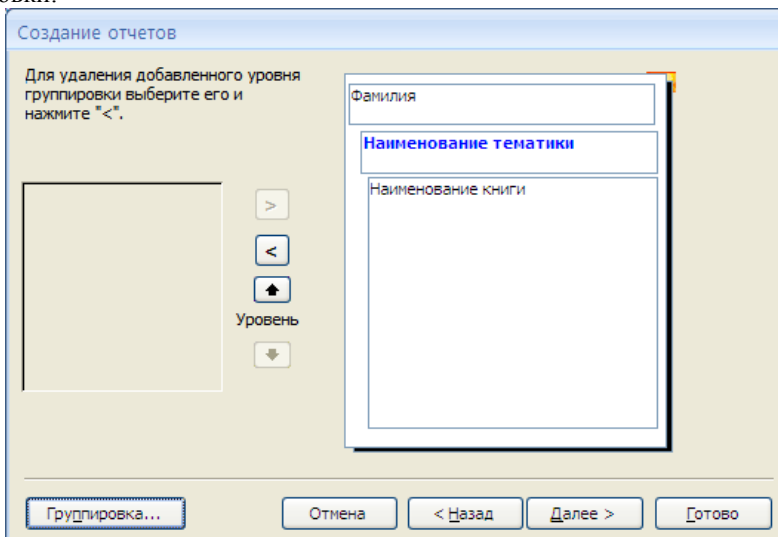 овки?
Создание отчетов
Для удаления добавленного уровня
группировки выберите его и
нажмите "<".
Фамилия
Наименование тематики
Наименование книги
>
<
Уровень
Группировка...
Отмена
< Назад
Далее >
Готово